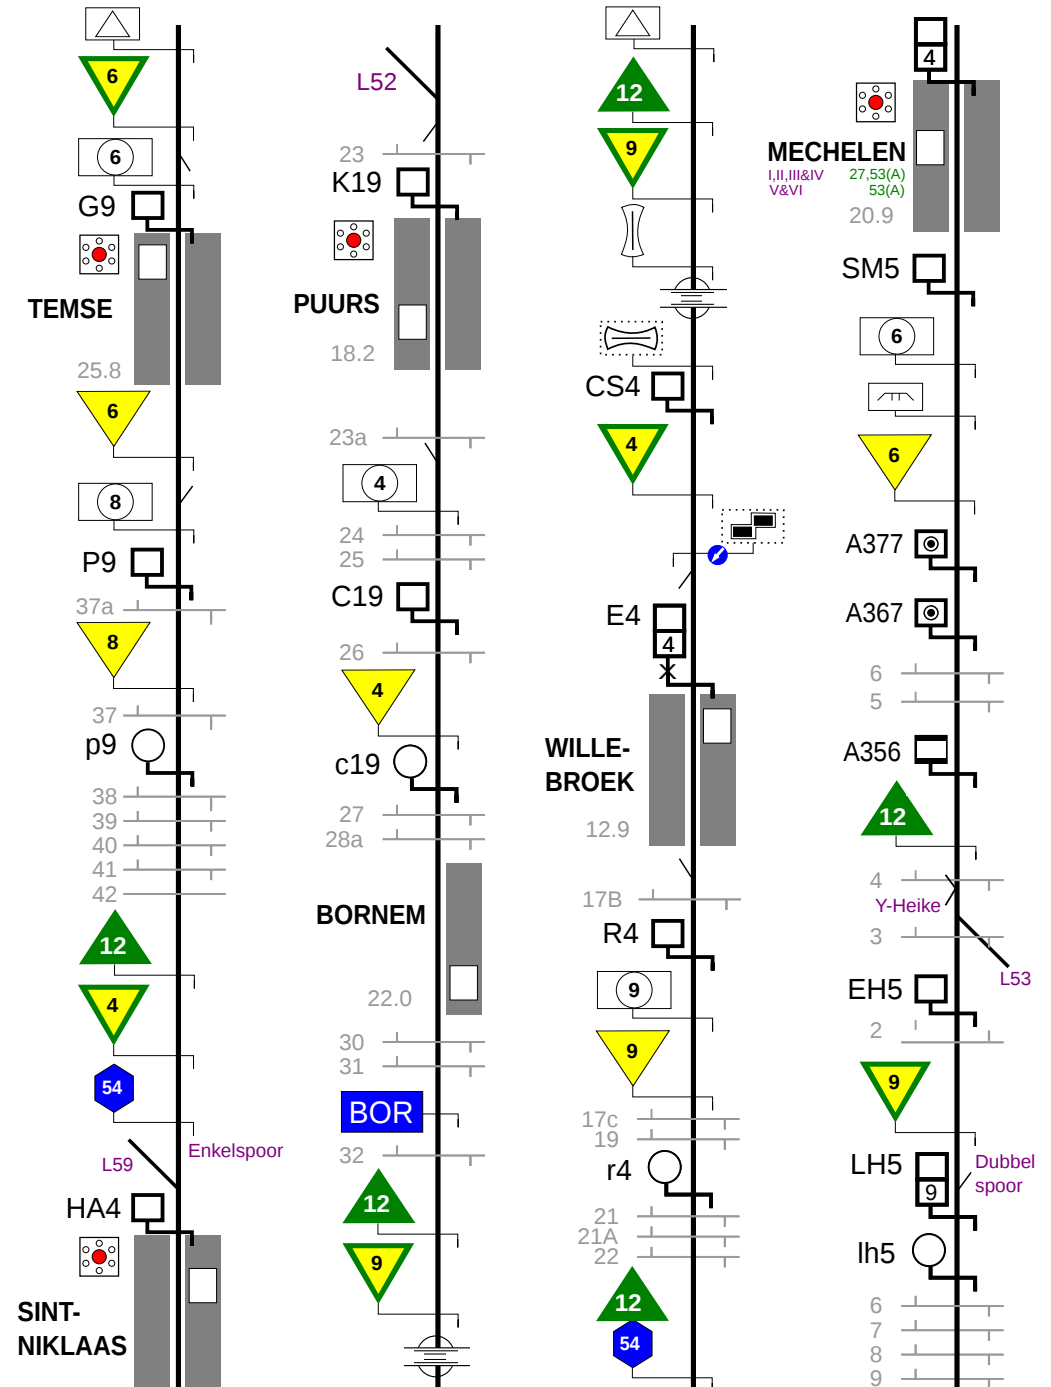 6
6
G9
TEMSE
25.8
6
8
P9
37a
8
37
p9
38
39
40
41
42
12
4
54
Enkelspoor
L59
HA4
SINT-
NIKLAAS
L52
23
K19
PUURS
18.2
23a
4
24
25
C19
26
4
c19
27
28a
BORNEM
22.0
30
31
BOR
32
12
9
12
9
CS4
4
E4
4
X
WILLE-
BROEK
12.9
17B
R4
9
9
17c
19
r4
21
21A
22
12
54
4
MECHELEN
I,II,III&IV 27,53(A)
V&VI 53(A)
20.9
SM5
6
6
A377
A367
6
5
A356
12
4
Y-Heike
3
L53
EH5
2
9
LH5
9
Dubbel
spoor
lh5
6
7
8
9